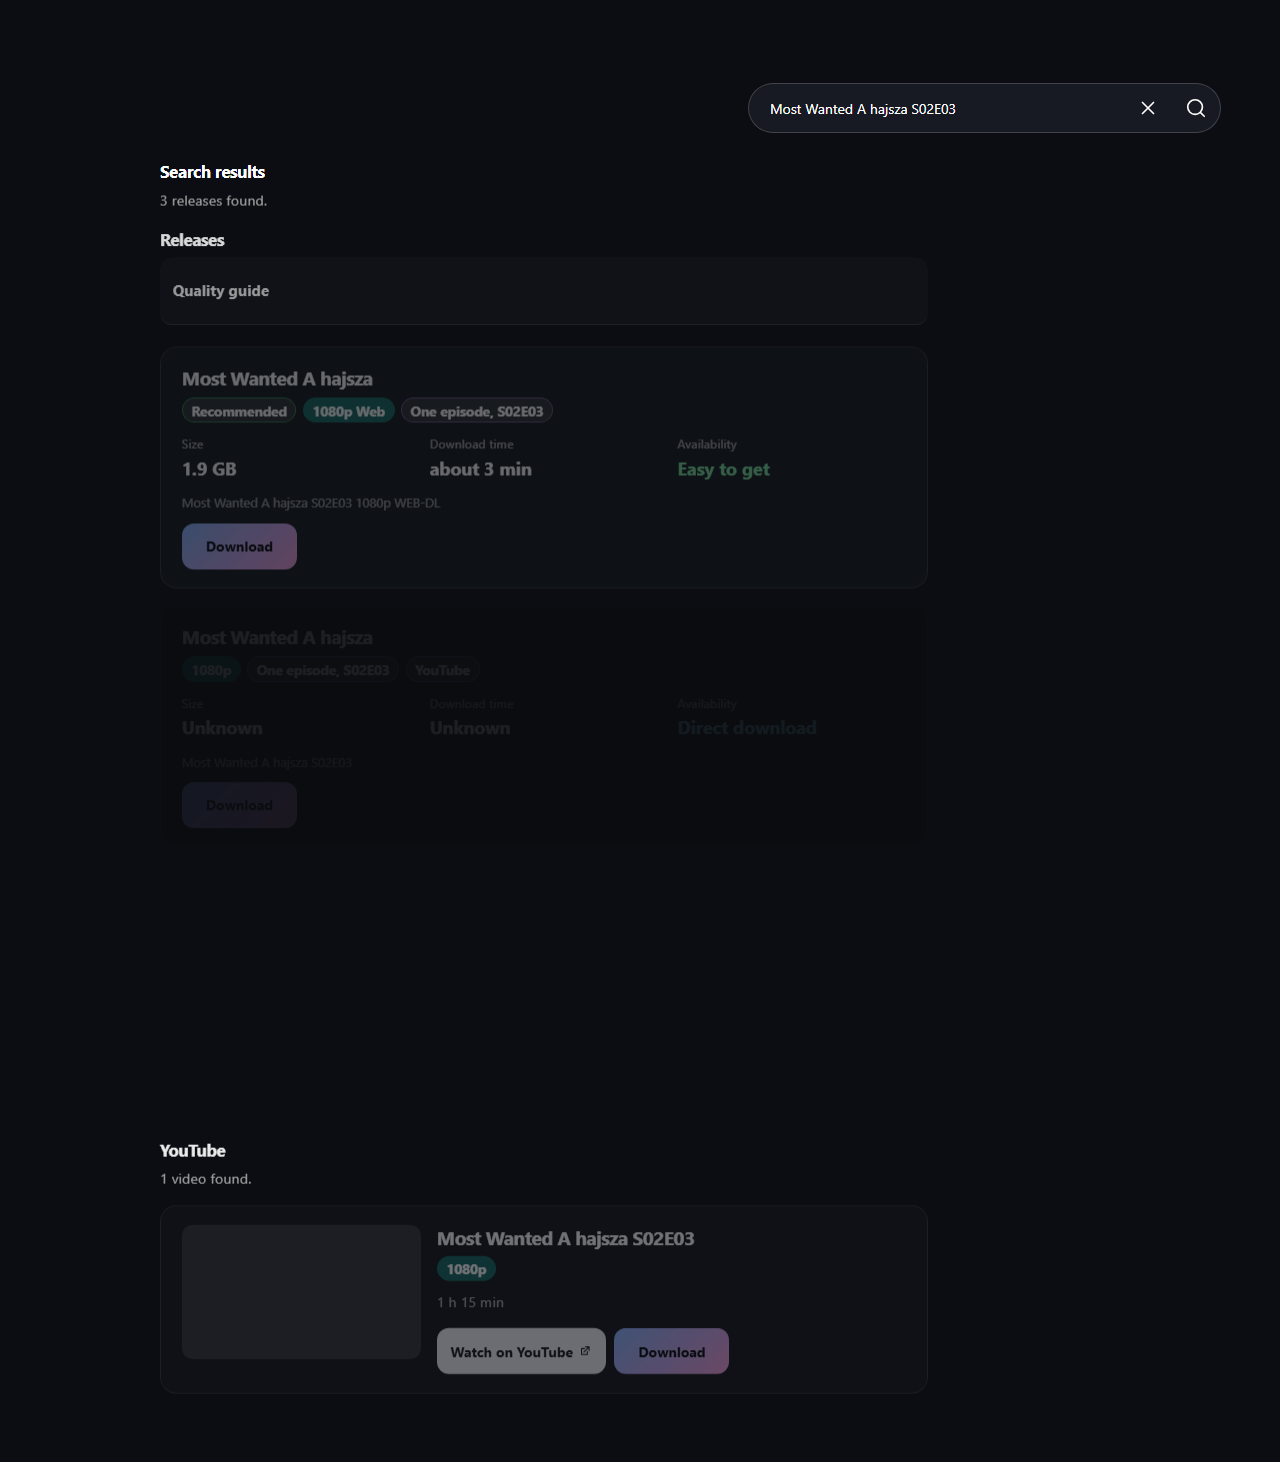 Most Wanted A hajsza S02E03
Search results
3 releases found.
Releases
Quality guide
Most Wanted A hajsza
Recommended
1080p Web
One episode, S02E03
Size
Download time
Availability
1.9 GB
about 3 min
Easy to get
Most Wanted A hajsza S02E03 1080p WEB-DL
Download
Most Wanted A hajsza
1080p
One episode, S02E03
YouTube
Size
Download time
Availability
Unknown
Unknown
Direct download
Most Wanted A hajsza S02E03
Download
YouTube
1 video found.
Most Wanted A hajsza S02E03
1080p
1 h 15 min
Watch on YouTube
Download